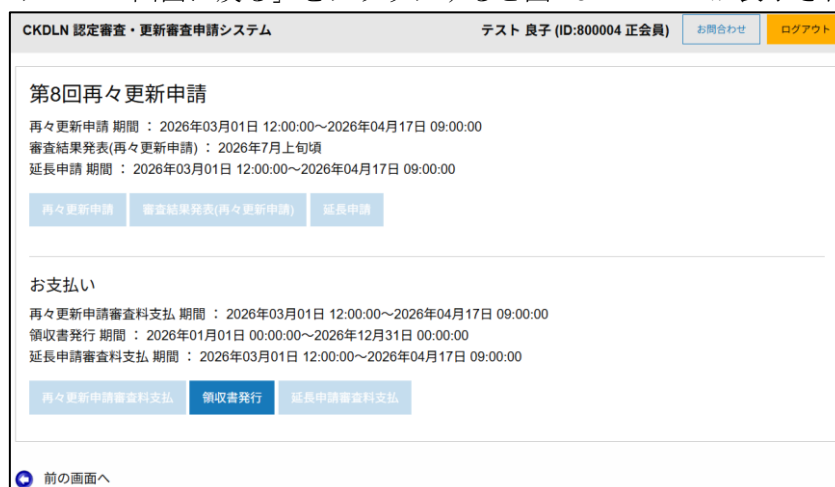 CKDLN 認定審査・更新審査申請システム
テスト 良子 (ID:800004 正会員)
お問合わせ
ログアウト
第8回再々更新申請
再々更新申請 期間 : 2026年03月01日 12:00:00～2026年04月17日 09:00:00
審査結果発表(再々更新申請) : 2026年7月上旬頃
延長申請 期間 : 2026年03月01日 12:00:00～2026年04月17日 09:00:00
再々更新申請
審査結果発表(再々更新申請)
延長申請
お支払い
再々更新申請審査料支払 期間 : 2026年03月01日 12:00:00～2026年04月17日 09:00:00
領収書発行 期間 : 2026年01月01日 00:00:00～2026年12月31日 00:00:00
延長申請審査料支払 期間 : 2026年03月01日 12:00:00～2026年04月17日 09:00:00
再々更新申請審査料支払
領収書発行
延長申請審査料支払
前の画面へ